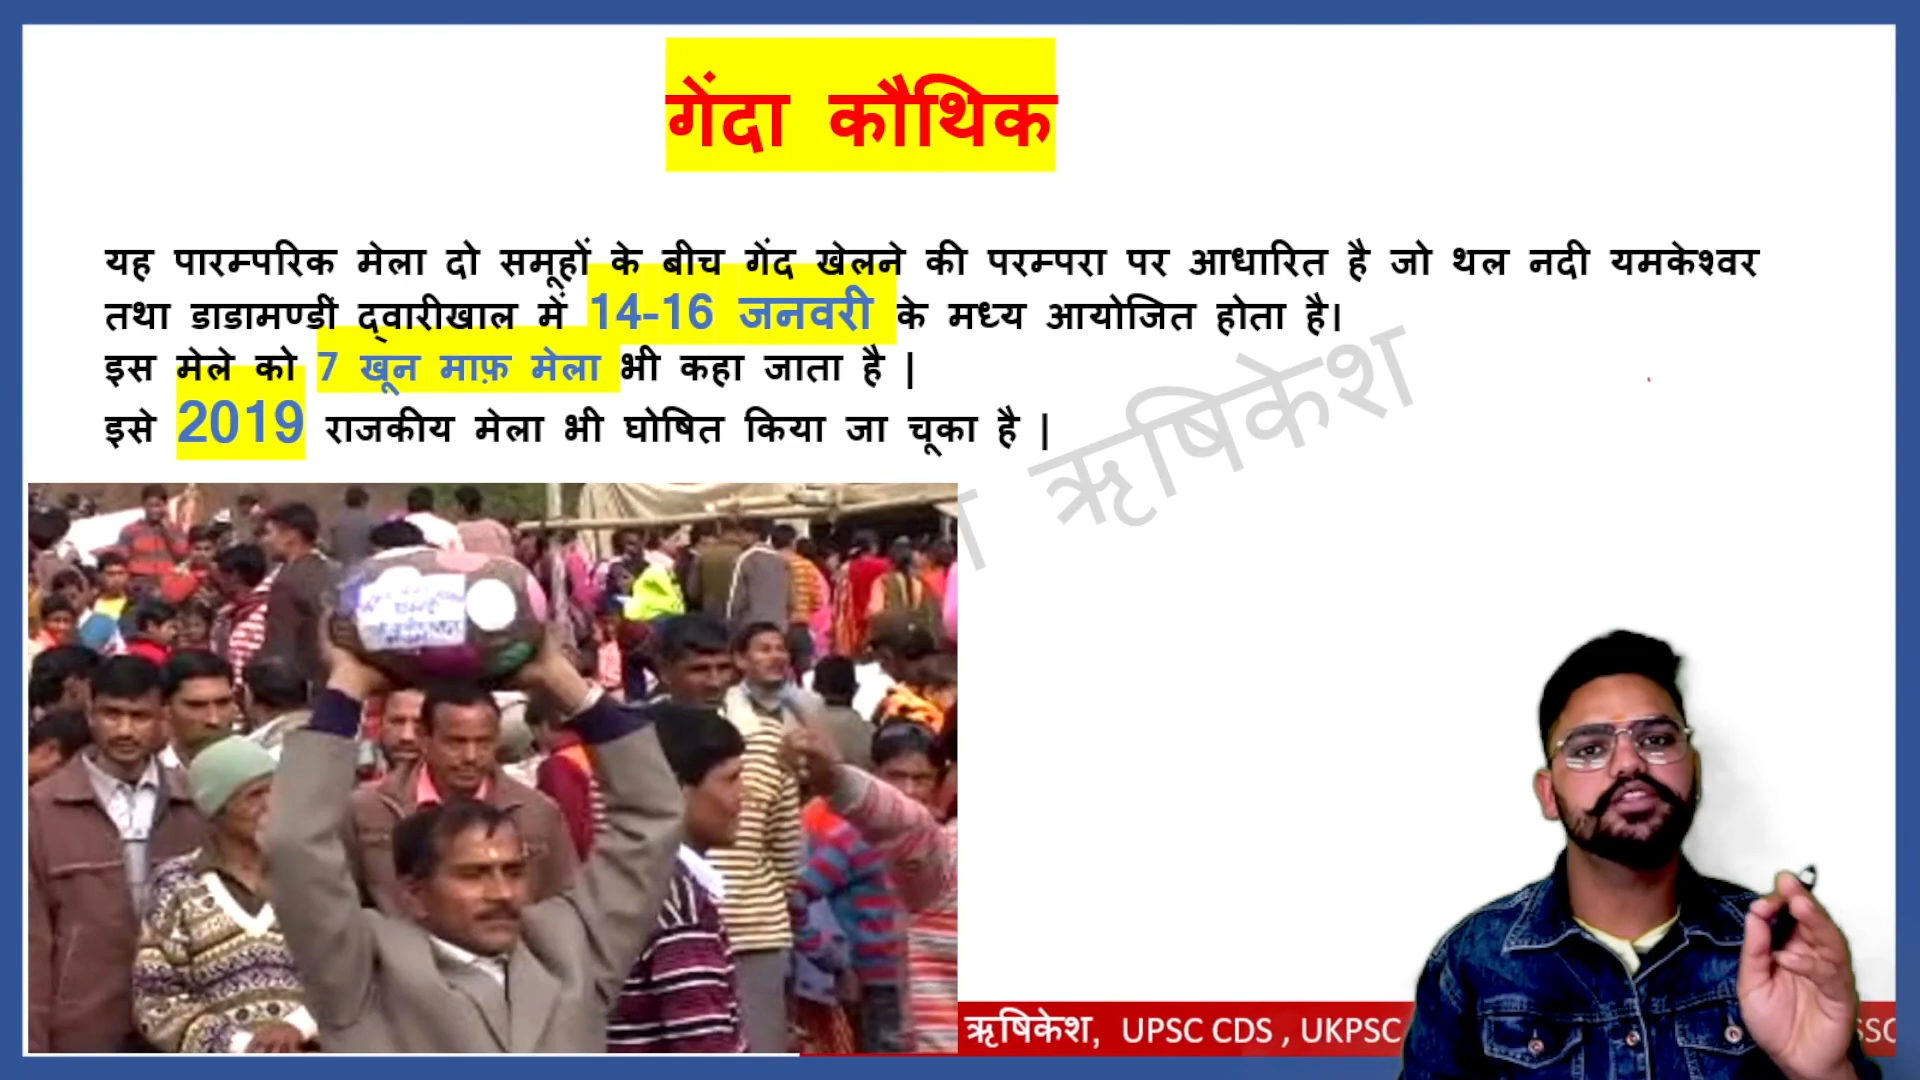 गेंदा कौथिक
यह पारम्परिक मेला दो समूहों के बीच गेंद खेलने की परम्परा पर आधारित है जो थल नदी यमकेश्वर
तथा डाडामण्डीं द्वारीखाल में 14-16 जनवरी के मध्य आयोजित होता है।
इस मेले को 7 खून माफ़ मेला भी कहा जाता है |
इसे 2019 राजकीय मेला भी घोषित किया जा चूका है |
ऋषिकेश
ऋषिकेश, UPSC CDS , UKPSC